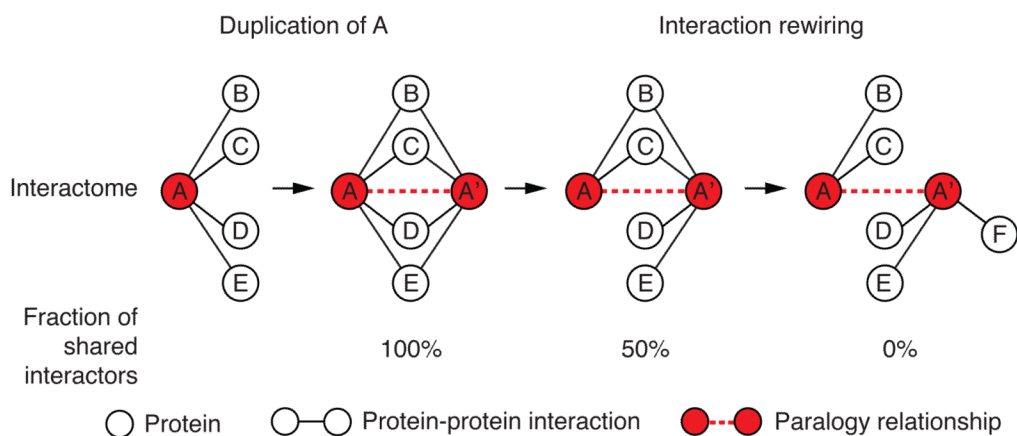 Duplication of A
Interaction rewiring
B
C
Interactome
A
D
E
B
C
A
A'
D
E
B
C
A
A'
D
E
B
C
A
A'
D
E
F
Fraction of
shared
interactors
100%
50%
0%
Protein
Protein-protein interaction
Paralogy relationship